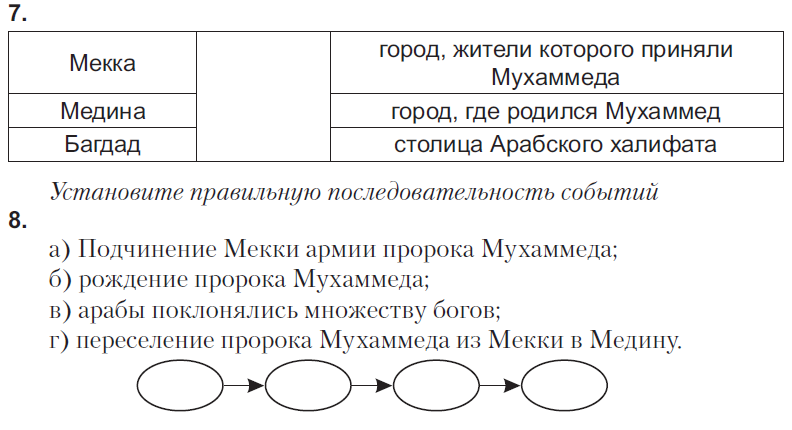 7.
Мекка
город, жители которого приняли
Мухаммеда
Медина
город, где родился Мухаммед
Багдад
столица Арабского халифата
Установите правильную последовательность событий
8.
а) Подчинение Мекки армии пророка Мухаммеда;
б) рождение пророка Мухаммеда;
в) арабы поклонялись множеству богов;
г) переселение пророка Мухаммеда из Мекки в Медину.